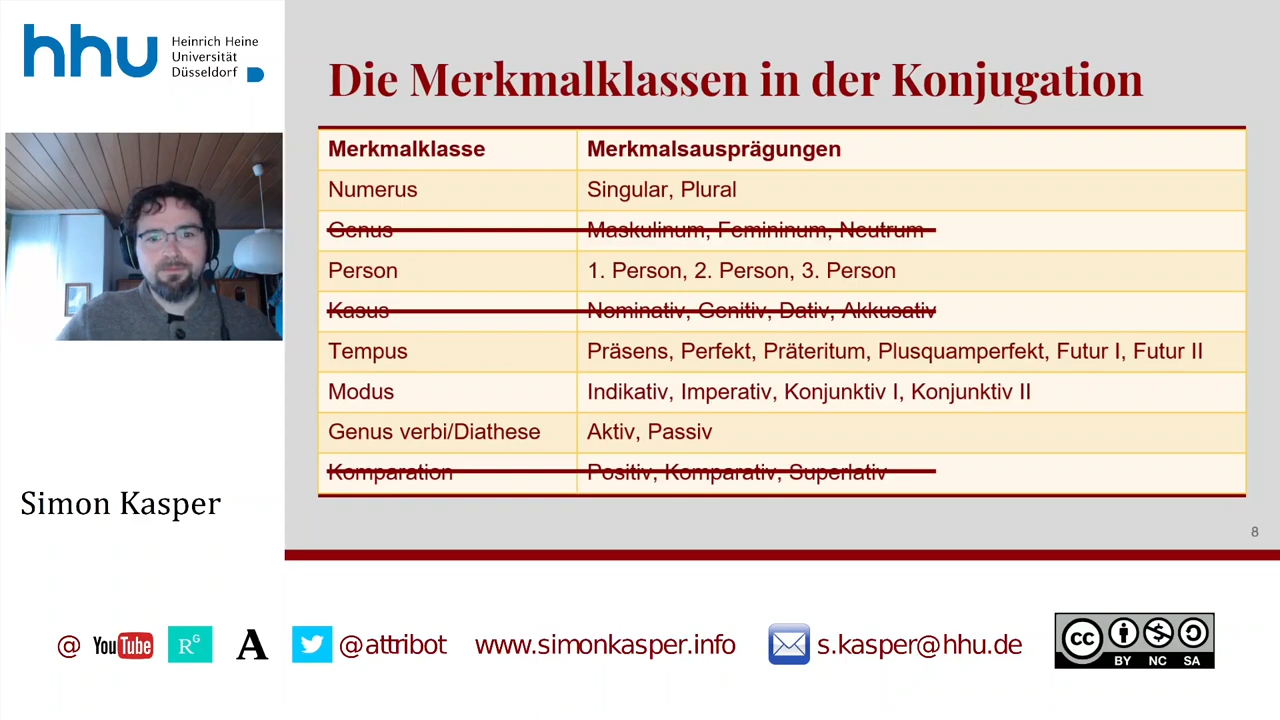 hhu Heinrich Heine
Universität
Düsseldorf
Die Merkmalklassen in der Konjugation
Merkmalklasse Merkmalsausprägungen
Numerus Singular, Plural
Genus Maskulinum, Femininum, Neutrum
Person 1. Person, 2. Person, 3. Person
Kasus Nominativ, Genitiv, Dativ, Akkusativ
Tempus Präsens, Perfekt, Präteritum, Plusquamperfekt, Futur I, Futur II
Modus Indikativ, Imperativ, Konjunktiv I, Konjunktiv II
Genus verbi/Diathese Aktiv, Passiv
Komparation Positiv, Komparativ, Superlativ
Simon Kasper
8
@ YouTube RG A @attribot www.simonkasper.info s.kasper@hhu.de cc BY NC SA